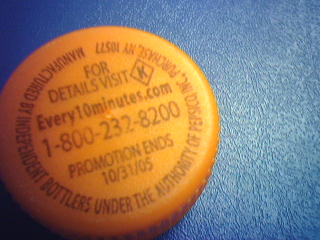 FOR
DETAILS VISIT
Every10minutes.com
1-800-232-8200
PROMOTION ENDS
10/31/05
MANUFACTURED BY INDEPENDENT BOTTLERS UNDER THE AUTHORITY OF PEPSICO, INC., PURCHASE, NY 10577